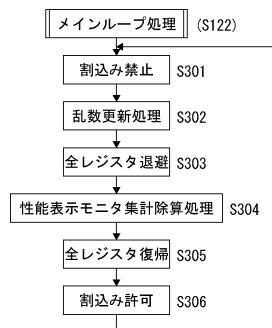 メインループ処理 (S122)
割込み禁止 S301
乱数更新処理 S302
全レジスタ退避 S303
性能表示モニタ集計除算処理 S304
全レジスタ復帰 S305
割込み許可 S306